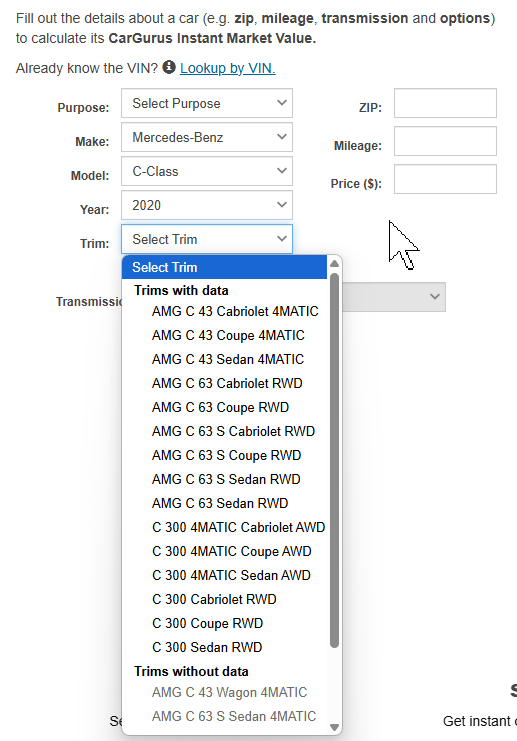 Fill out the details about a car (e.g. zip, mileage, transmission and options)
to calculate its CarGurus Instant Market Value.
Already know the VIN? Lookup by VIN.
Purpose: Select Purpose
ZIP:
Make: Mercedes-Benz
Mileage:
Model: C-Class
Price ($):
Year: 2020
Trim: Select Trim
Select Trim
Trims with data
Transmissi
AMG C 43 Cabriolet 4MATIC
AMG C 43 Coupe 4MATIC
AMG C 43 Sedan 4MATIC
AMG C 63 Cabriolet RWD
AMG C 63 Coupe RWD
AMG C 63 S Cabriolet RWD
AMG C 63 S Coupe RWD
AMG C 63 S Sedan RWD
AMG C 63 Sedan RWD
C 300 4MATIC Cabriolet AWD
C 300 4MATIC Coupe AWD
C 300 4MATIC Sedan AWD
C 300 Cabriolet RWD
C 300 Coupe RWD
C 300 Sedan RWD
Trims without data
AMG C 43 Wagon 4MATIC
AMG C 63 S Sedan 4MATIC
Get instant